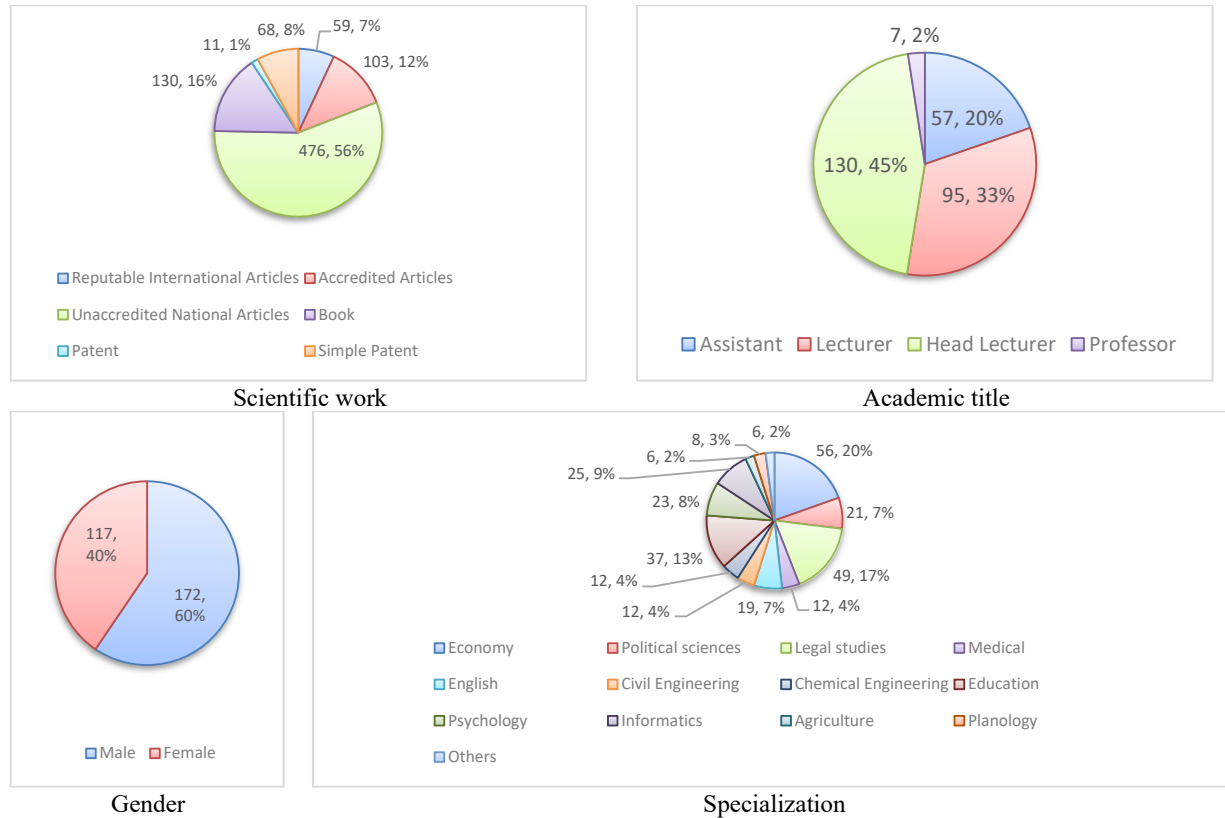 68, 8%
59, 7%
11, 1%
103, 12%
130, 16%
476, 56%
Reputable International Articles Accredited Articles
Unaccredited National Articles Book
Patent Simple Patent
Scientific work
7, 2%
57, 20%
130, 45%
95, 33%
Assistant Lecturer Head Lecturer Professor
Academic title
117,
40%
172,
60%
Male Female
Gender
6, 2%
8, 3%
56, 20%
6, 2%
25, 9%
23, 8%
21, 7%
37, 13%
49, 17%
12, 4%
12, 4%
19, 7%
12, 4%
Economy Political sciences Legal studies Medical
English Civil Engineering Chemical Engineering Education
Psychology Informatics Agriculture Planology
Others
Specialization